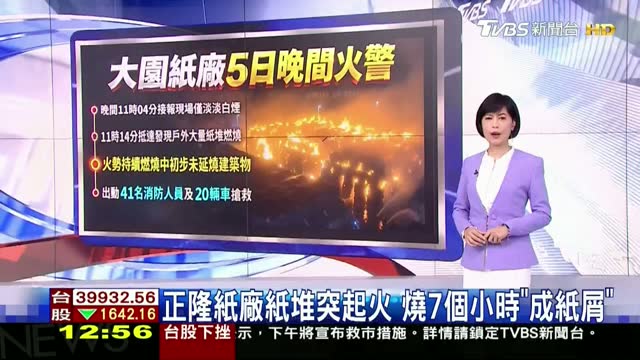 TVBS新聞台 HD
大園紙廠5日晚間火警
晚間11時04分接報現場僅淡淡白煙
11時14分抵達發現戶外大量紙堆燃燒
火勢持續燃燒中初步未延燒建築物
出動41名消防人員及20輛車搶救
台股 39932.56
▼1642.16
正隆紙廠紙堆突起火 燒7個小時"成紙屑"
12:56
台股下挫 示，下午將宣布救市措施。詳情請鎖定TVBS新聞台。
NEWS